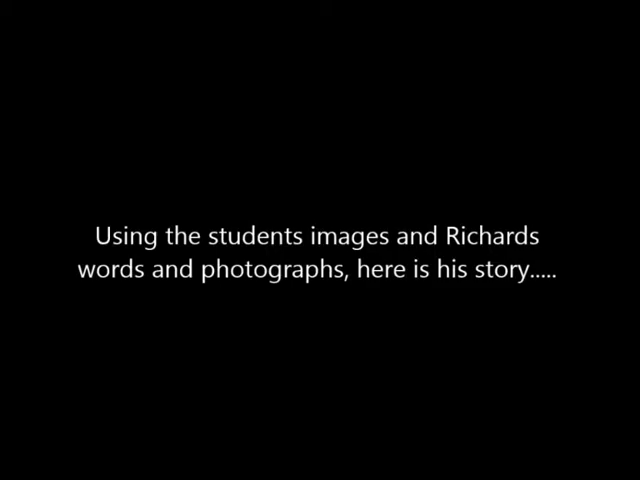 Using the students images and Richards
words and photographs, here is his story.....